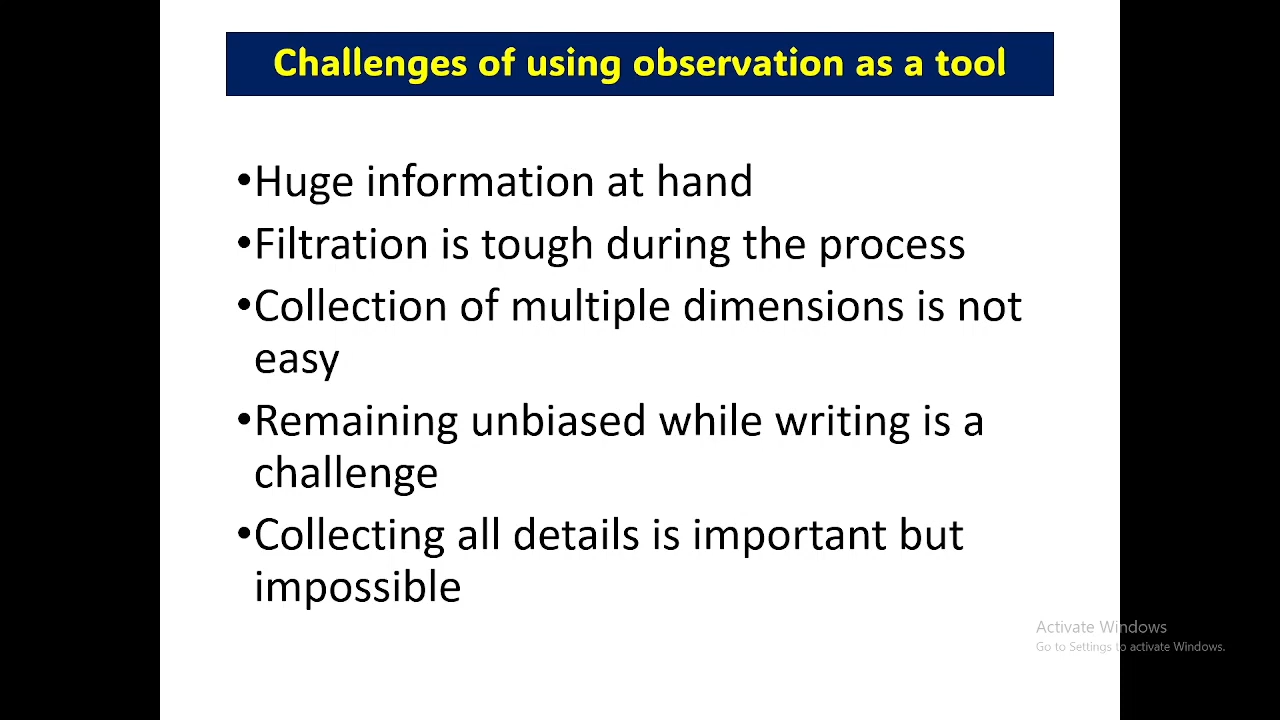 Challenges of using observation as a tool
•Huge information at hand
•Filtration is tough during the process
•Collection of multiple dimensions is not
easy
•Remaining unbiased while writing is a
challenge
•Collecting all details is important but
impossible
Activate Windows
Go to Settings to activate Windows.